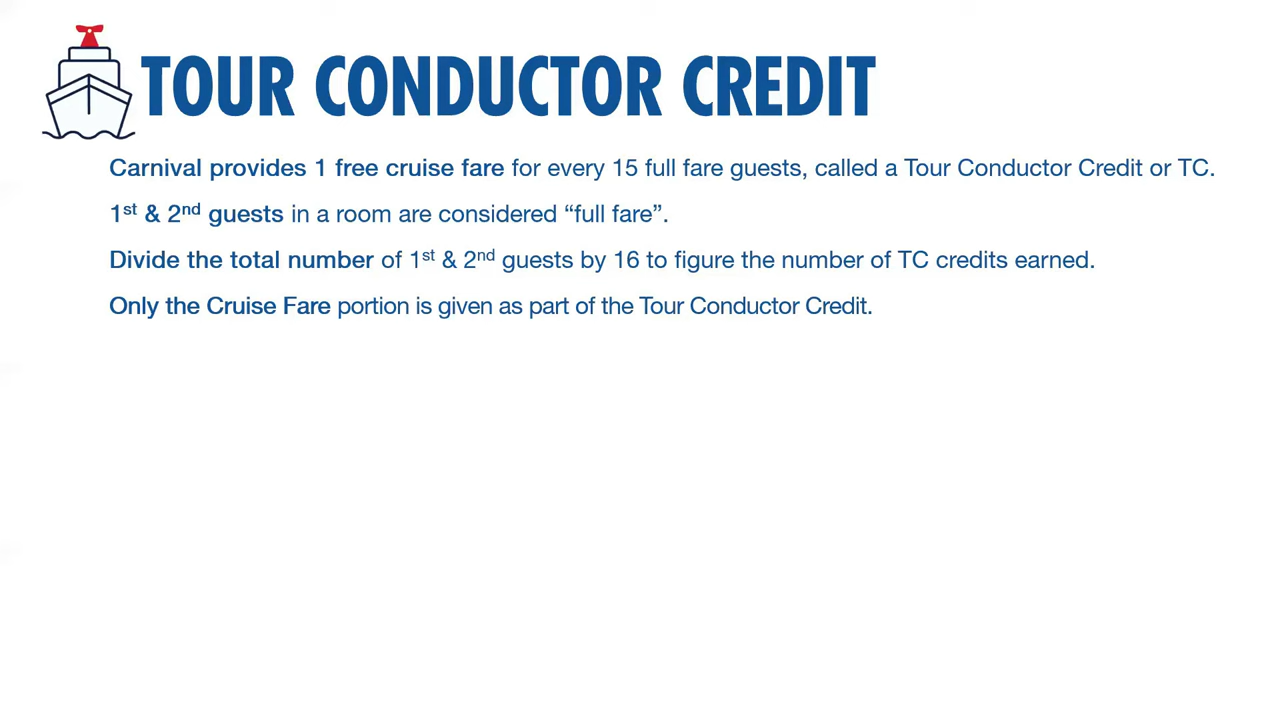 TOUR CONDUCTOR CREDIT
Carnival provides 1 free cruise fare for every 15 full fare guests, called a Tour Conductor Credit or TC.
1st & 2nd guests in a room are considered “full fare”.
Divide the total number of 1st & 2nd guests by 16 to figure the number of TC credits earned.
Only the Cruise Fare portion is given as part of the Tour Conductor Credit.